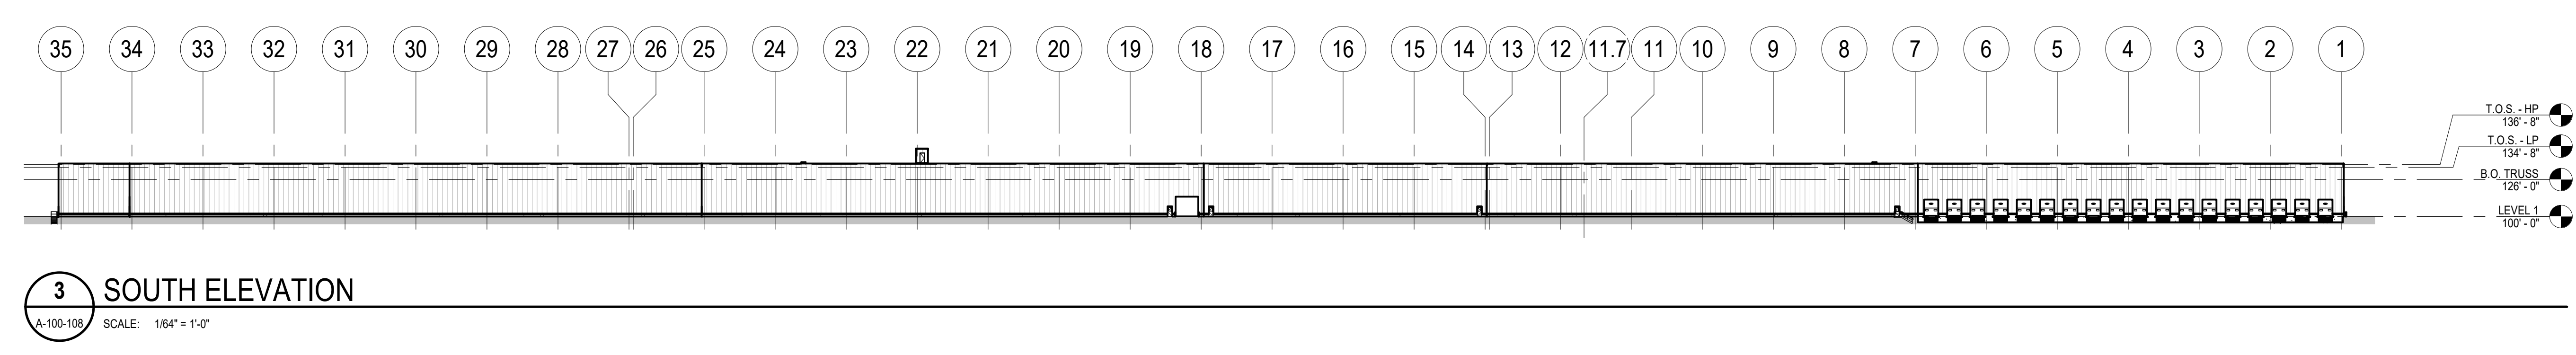 35 34 33 32 31 30 29 28 27 26 25 24 23 22 21 20 19 18 17 16 15 14 13 12 11.7 11 10 9 8 7 6 5 4 3 2 1
T.O.S. - HP
136' - 8"
T.O.S. - LP
134' - 8"
B.O. TRUSS
126' - 0"
LEVEL 1
100' - 0"
3 SOUTH ELEVATION
A-100-108 SCALE: 1/64" = 1'-0"